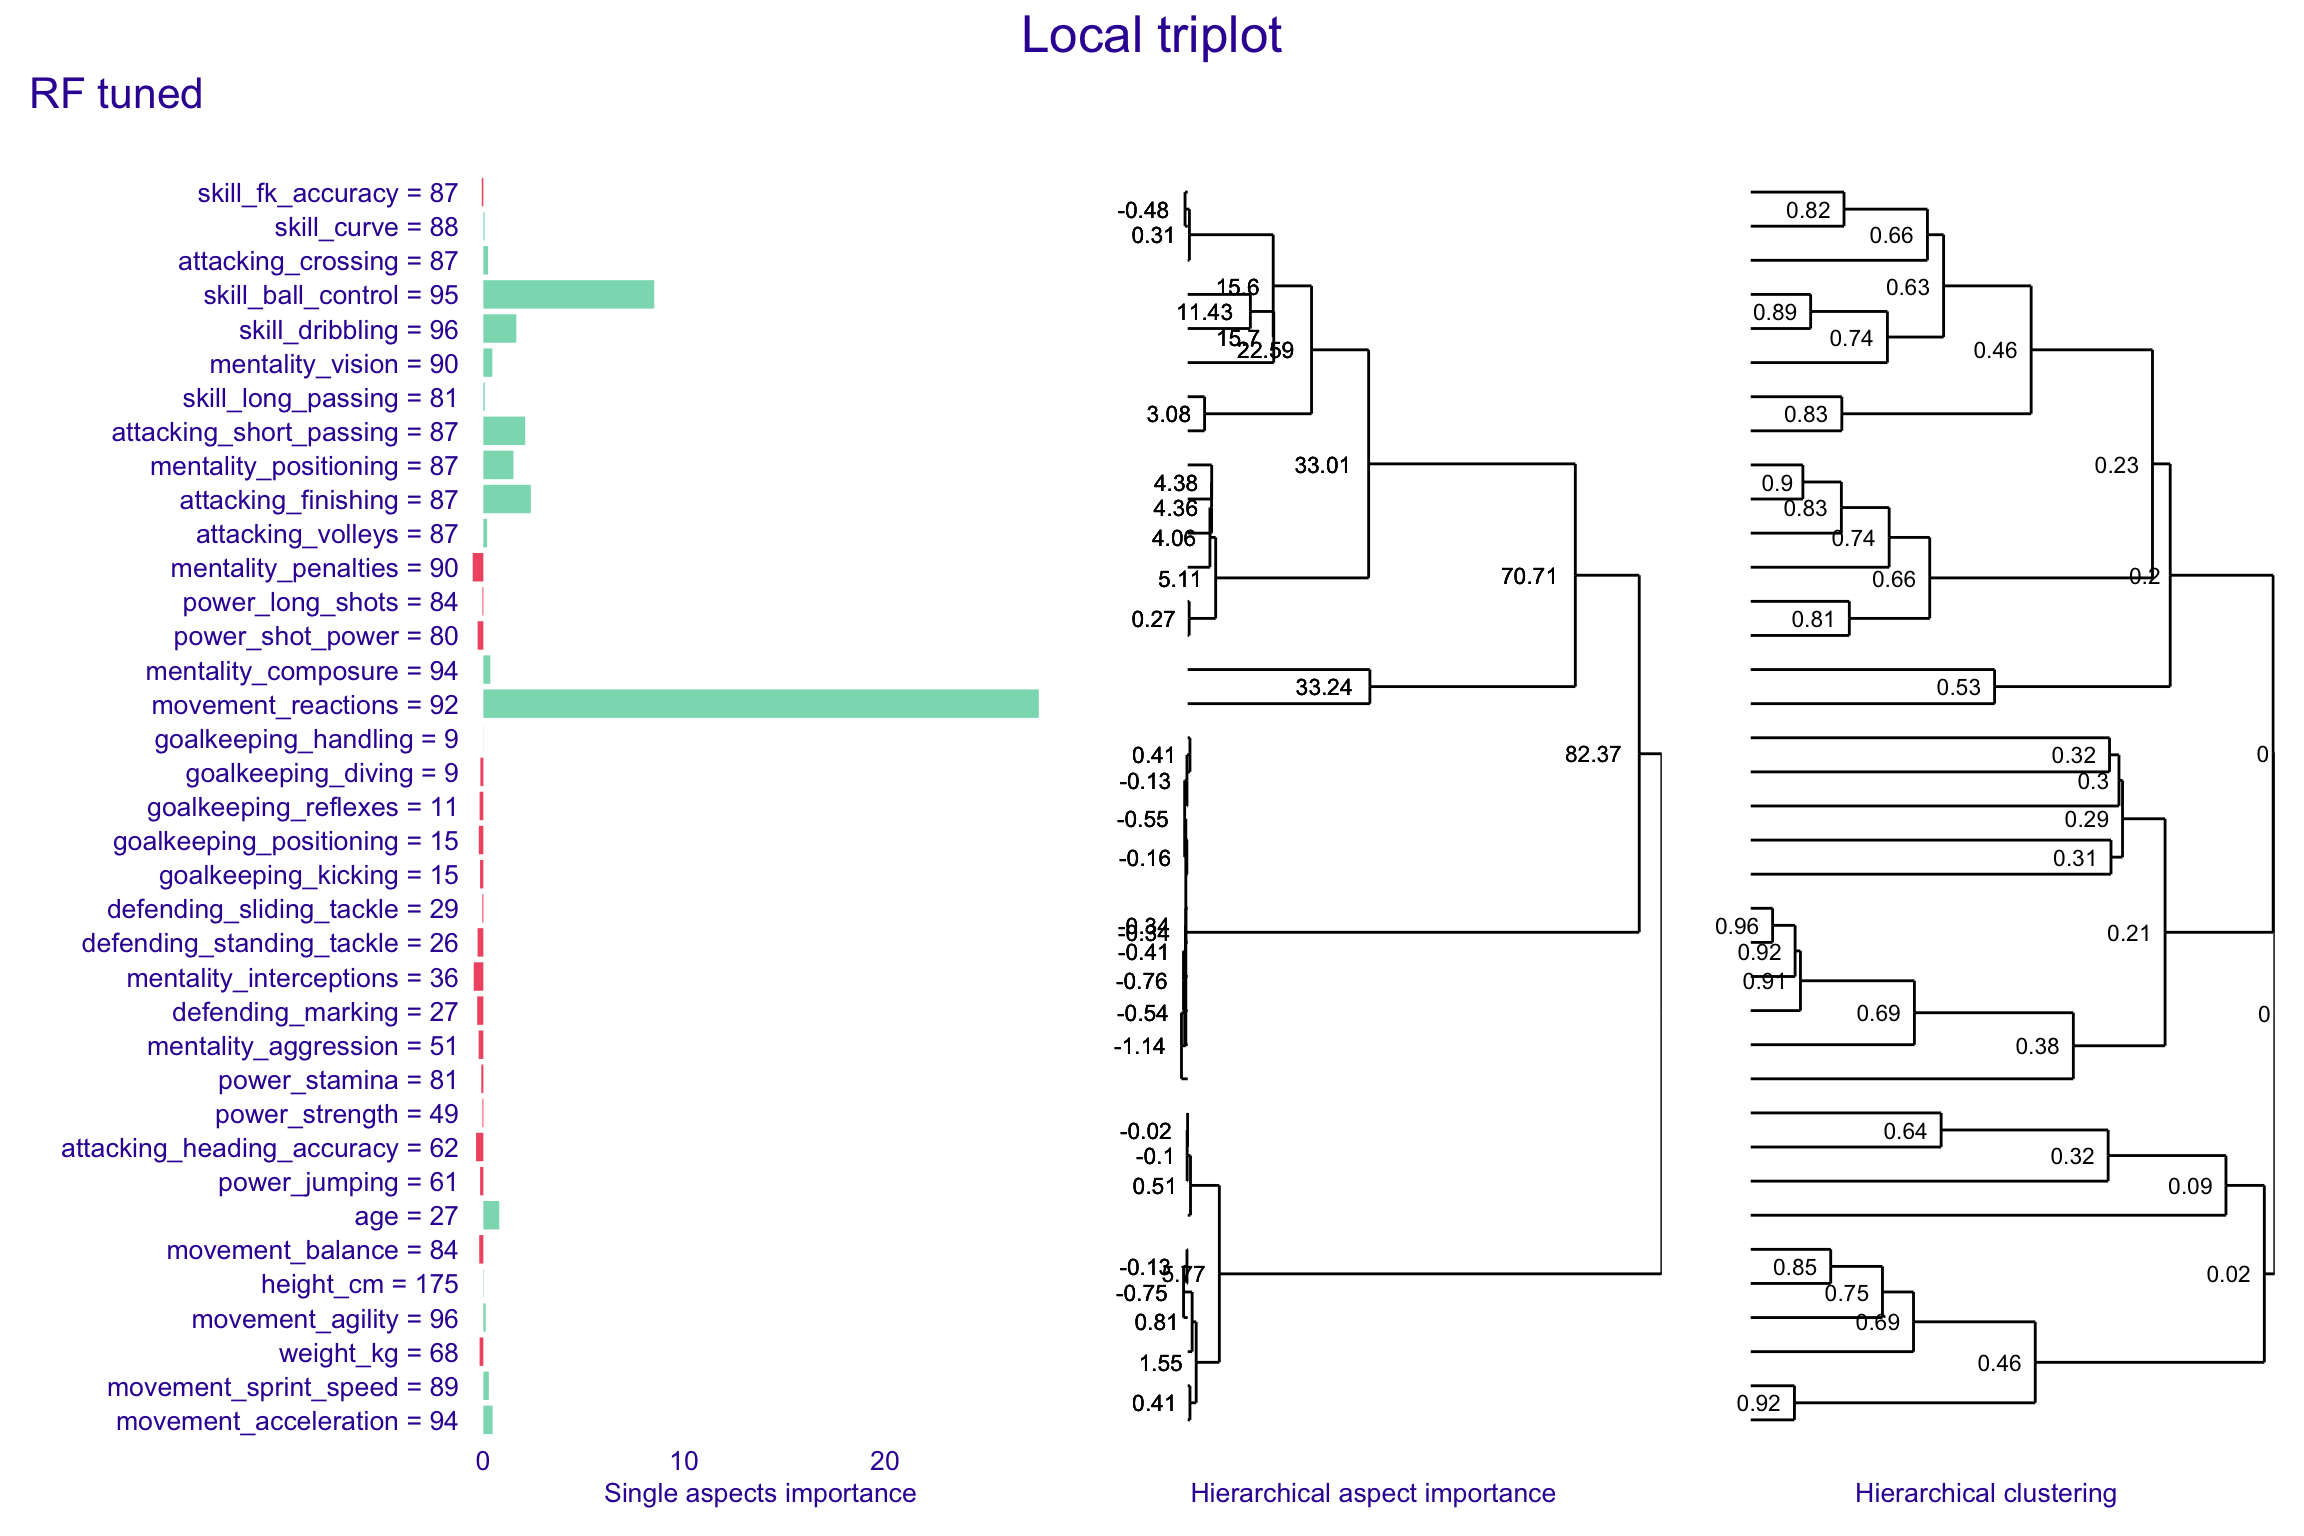 Local triplot
RF tuned
skill_fk_accuracy = 87
skill_curve = 88
attacking_crossing = 87
skill_ball_control = 95
skill_dribbling = 96
mentality_vision = 90
skill_long_passing = 81
attacking_short_passing = 87
mentality_positioning = 87
attacking_finishing = 87
attacking_volleys = 87
mentality_penalties = 90
power_long_shots = 84
power_shot_power = 80
mentality_composure = 94
movement_reactions = 92
goalkeeping_handling = 9
goalkeeping_diving = 9
goalkeeping_reflexes = 11
goalkeeping_positioning = 15
goalkeeping_kicking = 15
defending_sliding_tackle = 29
defending_standing_tackle = 26
mentality_interceptions = 36
defending_marking = 27
mentality_aggression = 51
power_stamina = 81
power_strength = 49
attacking_heading_accuracy = 62
power_jumping = 61
age = 27
movement_balance = 84
height_cm = 175
movement_agility = 96
weight_kg = 68
movement_sprint_speed = 89
movement_acceleration = 94
0 10 20
Single aspects importance
-0.48
0.31
15.6
11.43
15.7
22.59
3.08
33.01
4.38
4.36
4.06
70.71
5.11
0.27
33.24
82.37
0.41
-0.13
-0.55
-0.16
-0.34
-0.34
-0.41
-0.76
-0.54
-1.14
-0.02
-0.1
0.51
-0.13
5.77
-0.75
0.81
1.55
0.41
Hierarchical aspect importance
0.82
0.66
0.63
0.89
0.74
0.46
0.83
0.23
0.9
0.83
0.74
0.2
0.66
0.81
0.53
0
0.32
0.3
0.29
0.31
0.96
0.21
0.92
0.91
0.69
0
0.38
0.64
0.32
0.09
0.85
0.02
0.75
0.69
0.46
0.92
Hierarchical clustering